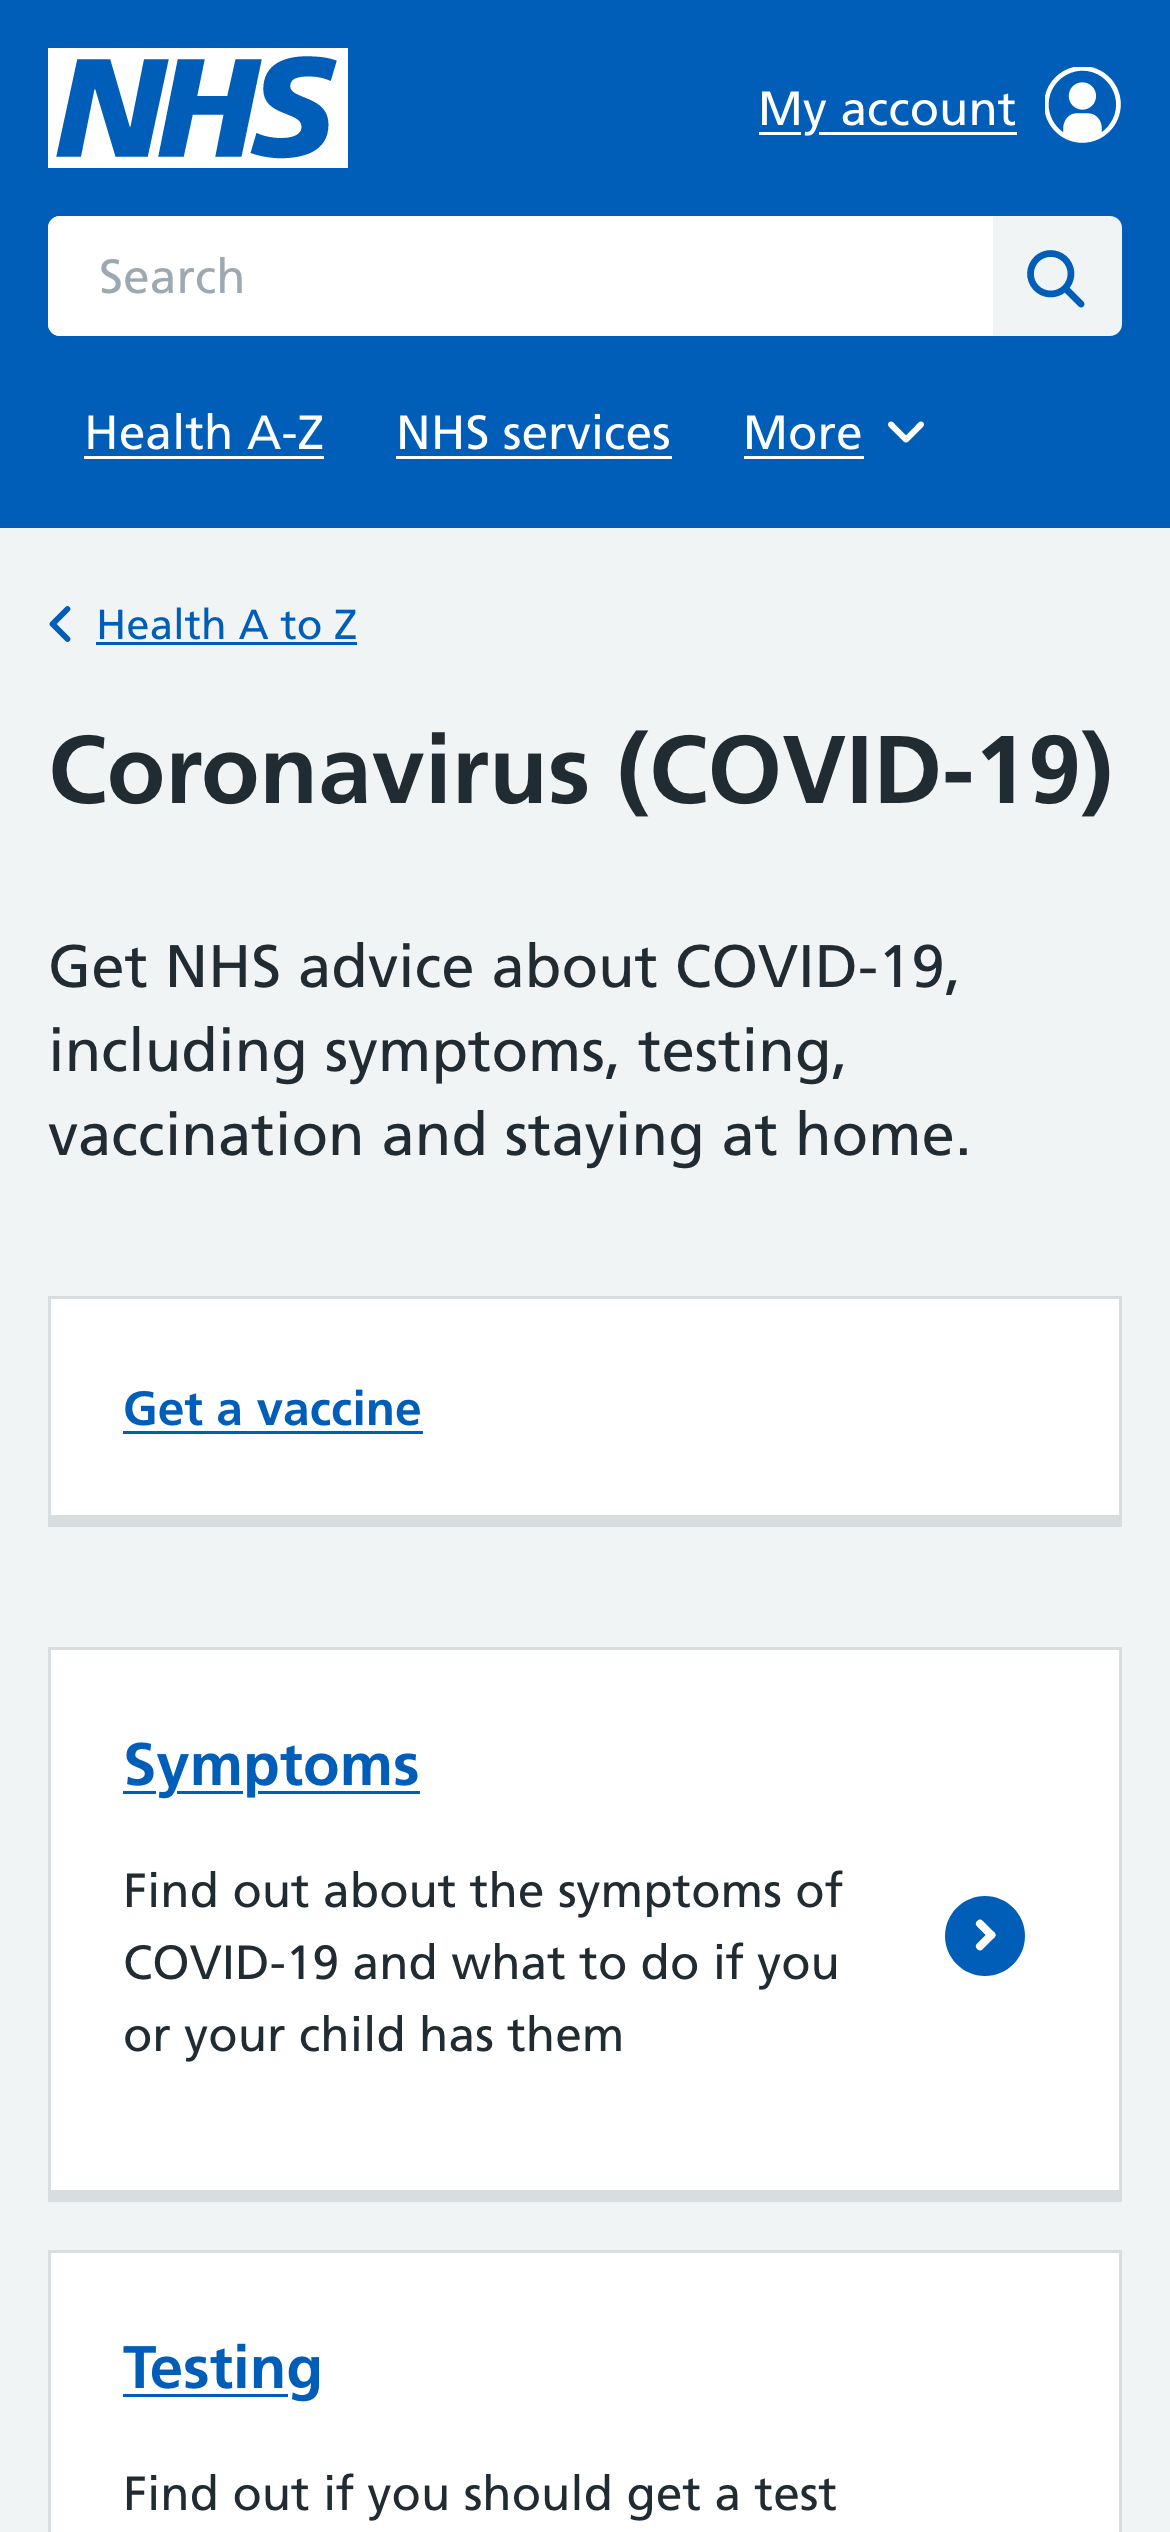 NHS
My account
Search
Health A-Z
NHS services
More
Health A to Z
Coronavirus (COVID-19)
Get NHS advice about COVID-19,
including symptoms, testing,
vaccination and staying at home.
Get a vaccine
Symptoms
Find out about the symptoms of
COVID-19 and what to do if you
or your child has them
Testing
Find out if you should get a test